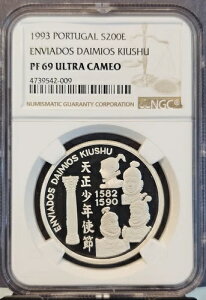 1993 PORTUGAL S200E
ENVIADOS DAIMIOS KIUSHU
PF 69 ULTRA CAMEO
4739542-009
NGC
NUMISMATIC GUARANTY CORPORATION
ENVIADOS DAIMIOS KIUSHU
天正少年使節
1582
1590